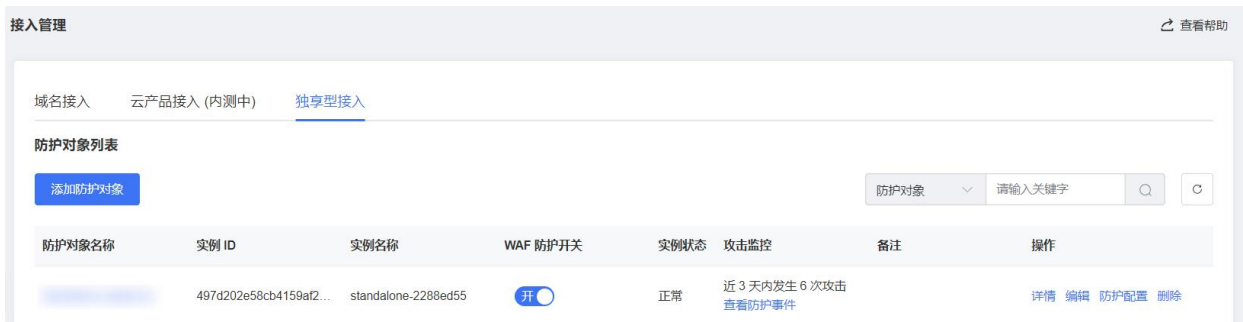 接入管理
查看帮助
域名接入 云产品接入 (内测中) 独享型接入
防护对象列表
添加防护对象
防护对象 请输入关键字
防护对象名称 实例 ID 实例名称 WAF 防护开关 实例状态 攻击监控 备注 操作
497d202e58cb4159af2... standalone-2288ed55 开 正常 近 3 天内发生 6 次攻击 详情 编辑 防护配置 删除
查看防护事件